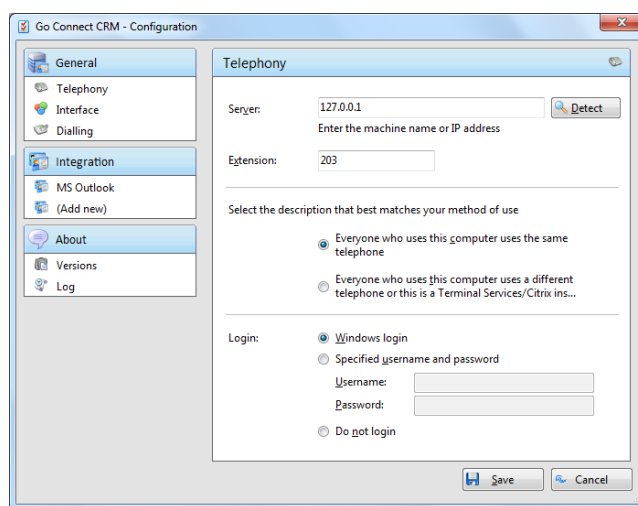 Go Connect CRM - Configuration
General
Telephony
Interface
Dialling
Integration
MS Outlook
(Add new)
About
Versions
Log
Telephony
Server: 127.0.0.1 Detect
Enter the machine name or IP address
Extension: 203
Select the description that best matches your method of use
Everyone who uses this computer uses the same
telephone
Everyone who uses this computer uses a different
telephone or this is a Terminal Services/Citrix ins...
Login: Windows login
Specified username and password
Username:
Password:
Do not login
Save Cancel